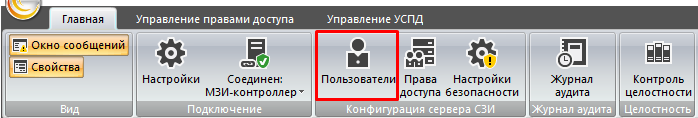 Главная Управление правами доступа Управление УСПД
Окно сообщений
Свойства
Вид
Настройки
Соединен:
МЗИ-контроллер
Подключение
Пользователи
Права
доступа
Настройки
безопасности
Конфигурация сервера СЗИ
Журнал
аудита
Журнал аудита
Контроль
целостности
Целостность